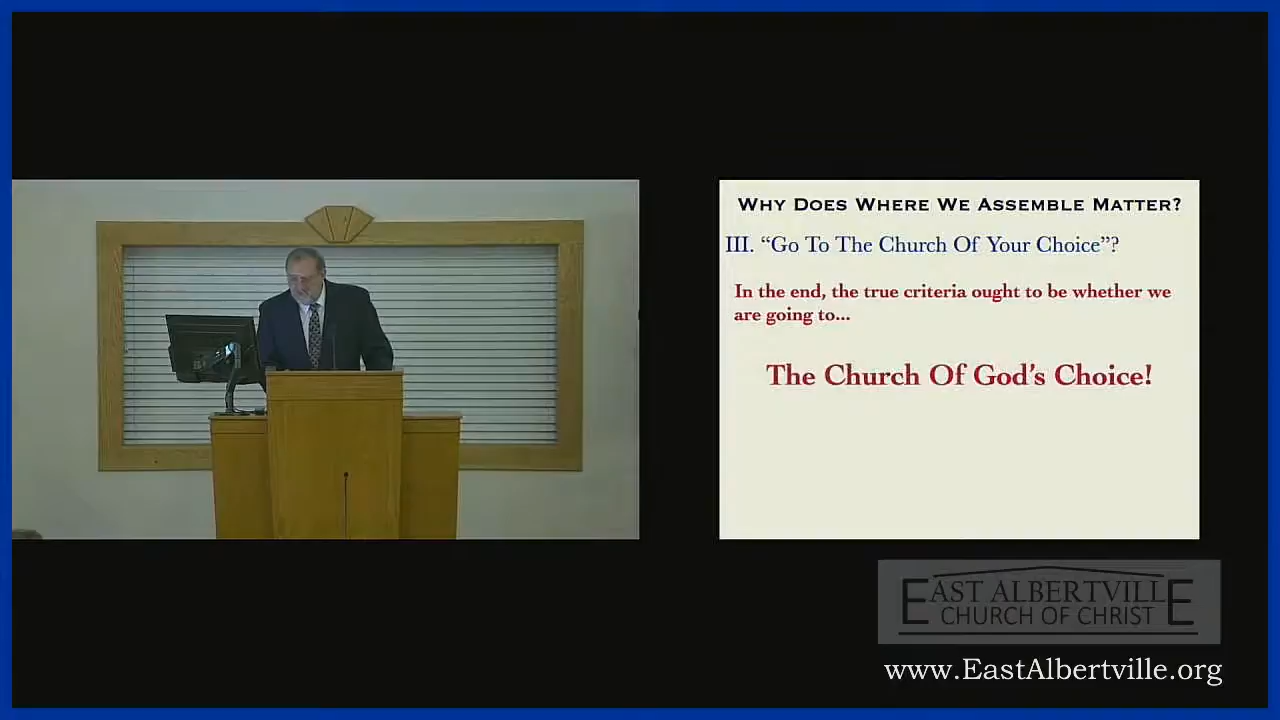 WHY DOES WHERE WE ASSEMBLE MATTER?
III. “Go To The Church Of Your Choice”?
In the end, the true criteria ought to be whether we
are going to...
The Church Of God’s Choice!
EAST ALBERTVILLE
CHURCH OF CHRIST
www.EastAlbertville.org